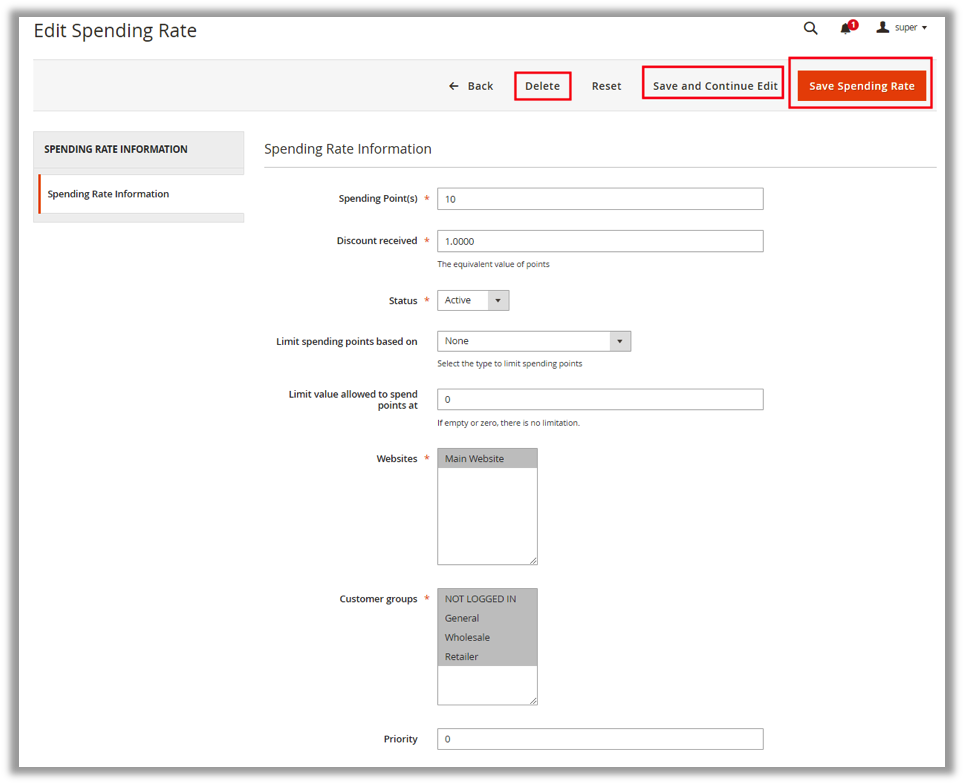 Edit Spending Rate
1
super
← Back
Delete
Reset
Save and Continue Edit
Save Spending Rate
SPENDING RATE INFORMATION
Spending Rate Information
Spending Rate Information
Spending Point(s) * 10
Discount received * 1.0000
The equivalent value of points
Status * Active
Limit spending points based on None
Select the type to limit spending points
Limit value allowed to spend
points at 0
If empty or zero, there is no limitation.
Websites * Main Website
Customer groups * NOT LOGGED IN
General
Wholesale
Retailer
Priority 0